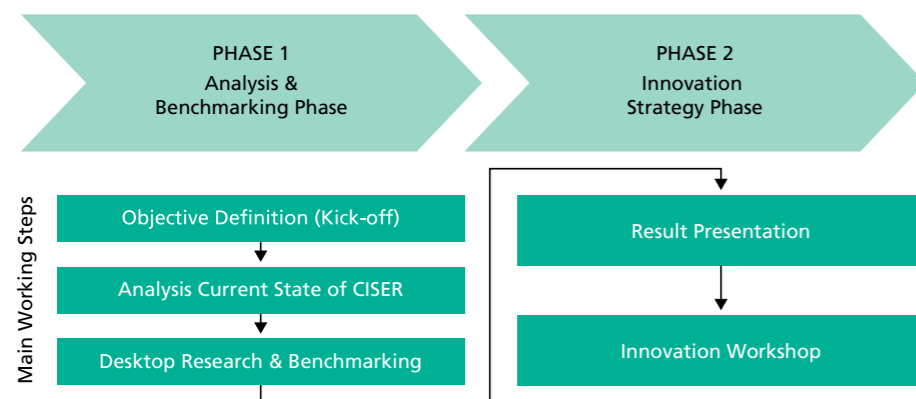 PHASE 1
Analysis &
Benchmarking Phase
PHASE 2
Innovation
Strategy Phase
Main Working Steps
Objective Definition (Kick-off)
Analysis Current State of CISER
Desktop Research & Benchmarking
Result Presentation
Innovation Workshop